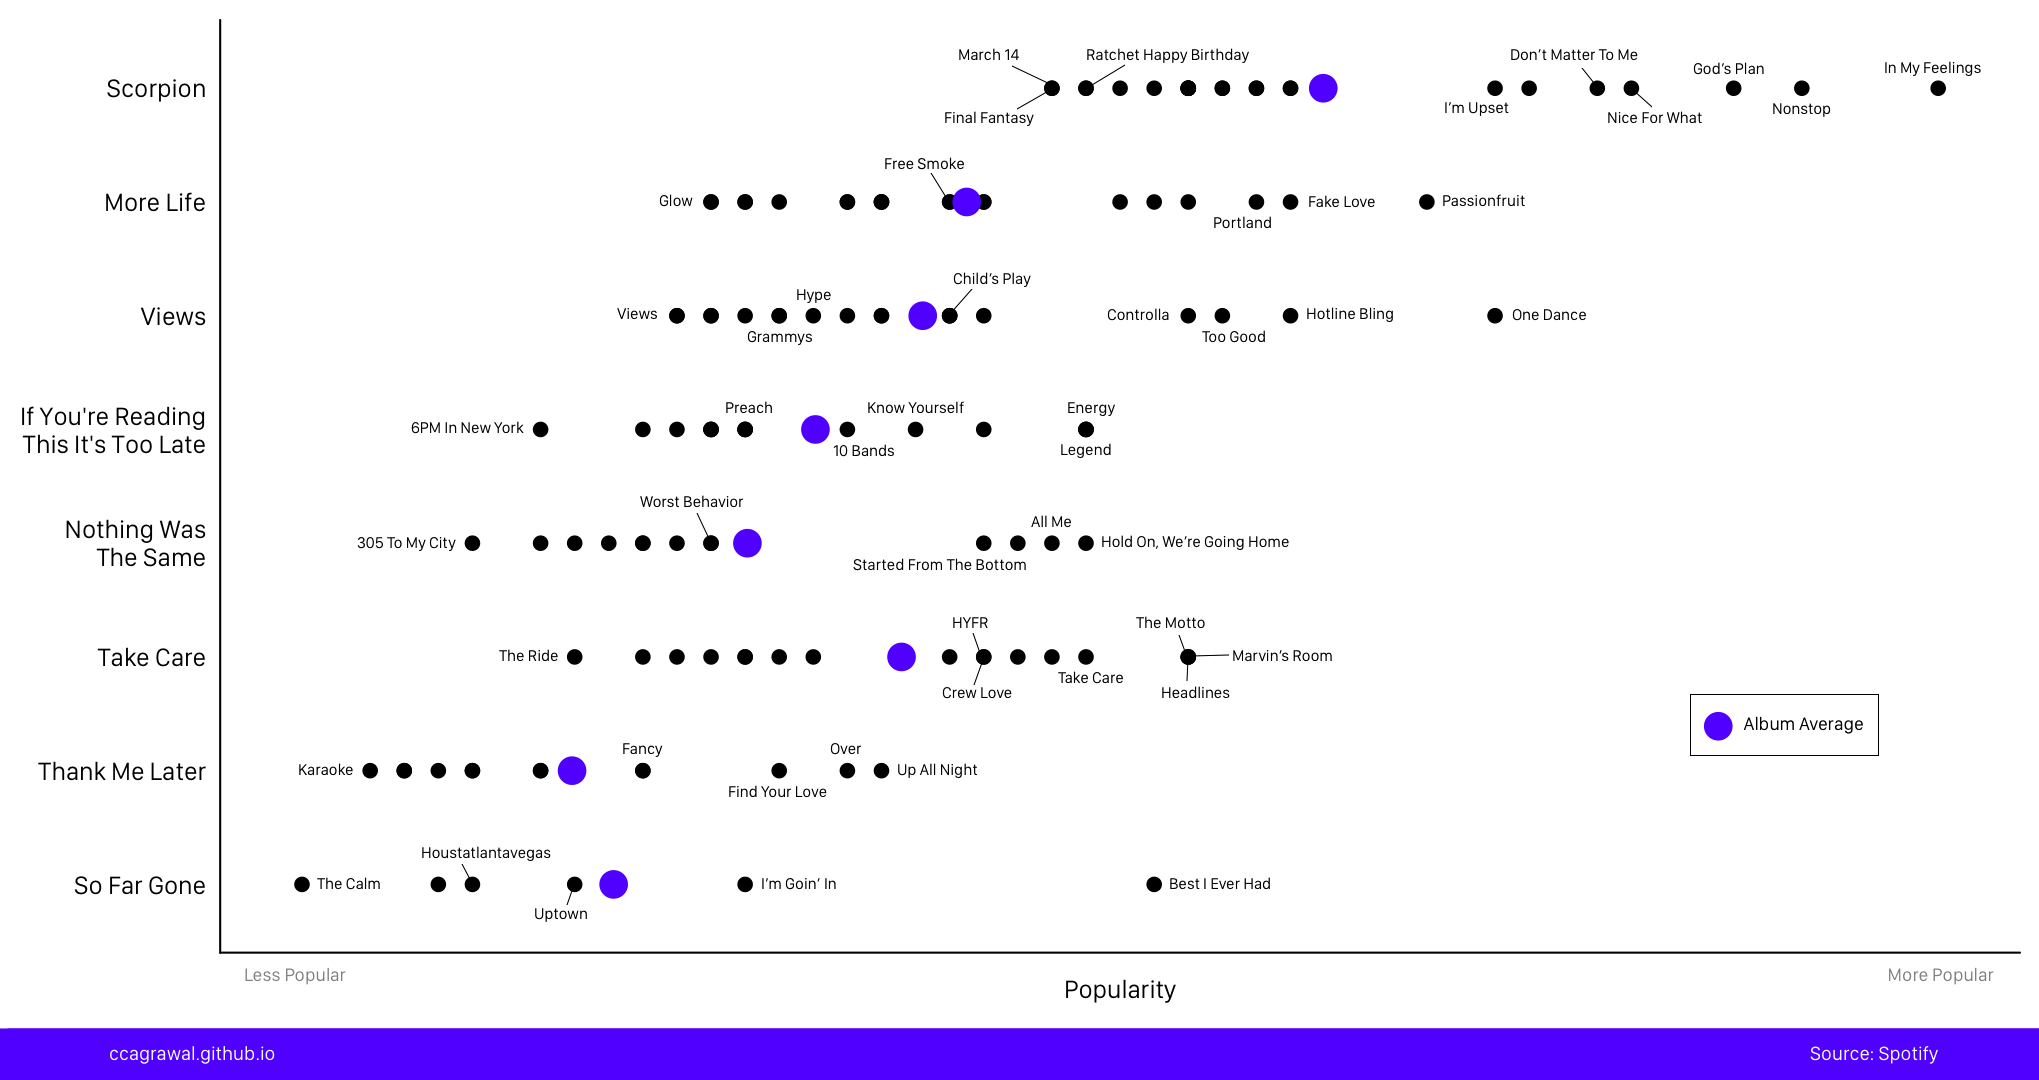 March 14
Ratchet Happy Birthday
Don't Matter To Me
God's Plan
In My Feelings
Scorpion
Final Fantasy
I'm Upset
Nice For What
Nonstop
Free Smoke
More Life
Glow
Portland
Fake Love
Passionfruit
Child's Play
Hype
Views
Views
Grammys
Controlla
Too Good
Hotline Bling
One Dance
If You're Reading
This It's Too Late
Preach
Know Yourself
Energy
6PM In New York
10 Bands
Legend
Worst Behavior
Nothing Was
The Same
All Me
305 To My City
Hold On, We're Going Home
Started From The Bottom
HYFR
The Motto
Take Care
The Ride
Marvin's Room
Take Care
Crew Love
Headlines
Album Average
Fancy
Over
Thank Me Later
Karaoke
Up All Night
Find Your Love
Houstatlantavegas
So Far Gone
The Calm
I'm Goin' In
Best I Ever Had
Uptown
Less Popular
More Popular
Popularity
ccagrawal.github.io
Source: Spotify